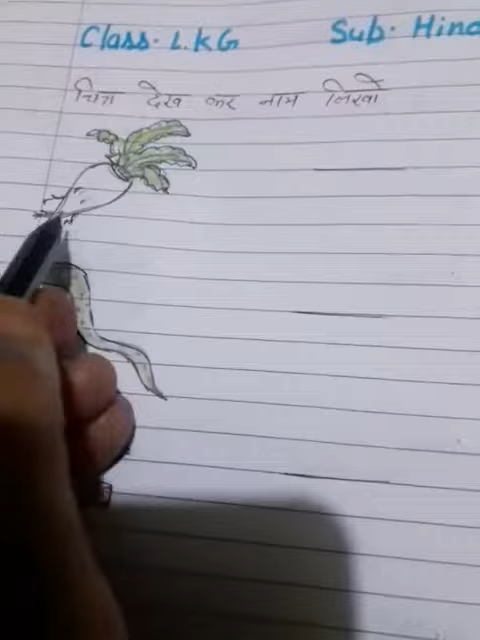 Class. L.K.G Sub. Hind
चित्र देख कर नाम लिखो